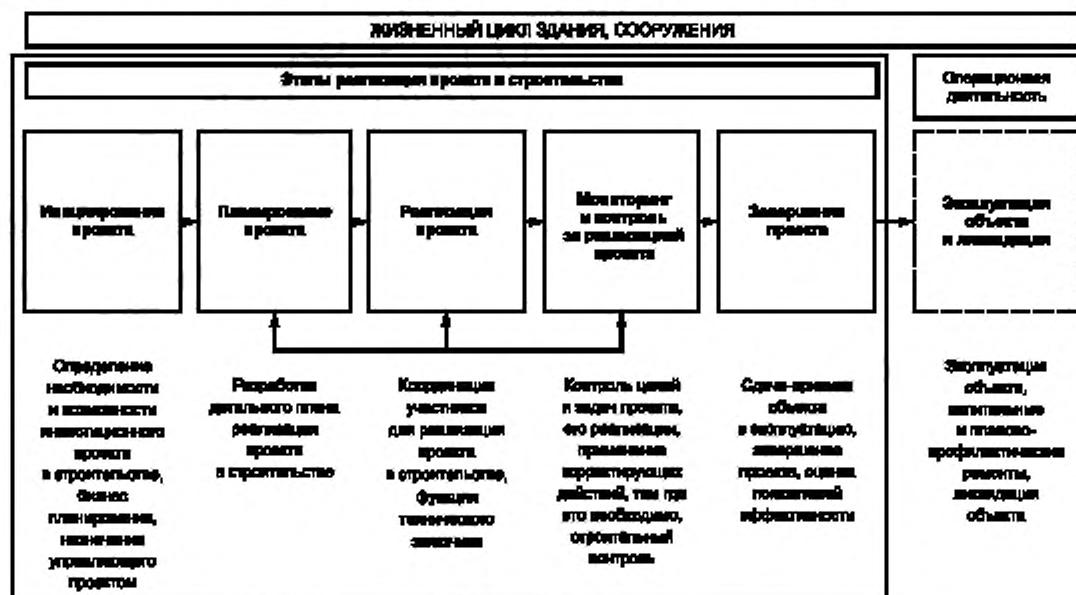 ЖИЗНЕННЫЙ ЦИКЛ ЗДАНИЯ, СООРУЖЕНИЯ
Этапы реализации проекта в строительстве
Операционная
деятельность
Инициирование
проекта
Планирование
проекта
Реализация
проекта
Мониторинг
и контроль
за реализацией
проекта
Завершение
проекта
Эксплуатация
объекта
и ликвидация
Определение
необходимости
и возможности
инвестиционного
проекта
в строительстве,
бизнес
планирование,
назначение
управляющего
проектом
Разработка
детального плана
реализации
проекта
в строительстве
Координация
участников
для реализации
проекта
в строительстве,
функции
технического
заказчика
Контроль целей
и задач проекта,
его реализации,
применение
корректирующих
действий, там где
это необходимо,
строительный
контроль
Сдача-приемка
объекта
в эксплуатацию,
завершение
проекта, оценка
показателей
эффективности
Эксплуатация
объекта,
капитальные
и планово-
профилактические
ремонты,
ликвидация
объекта